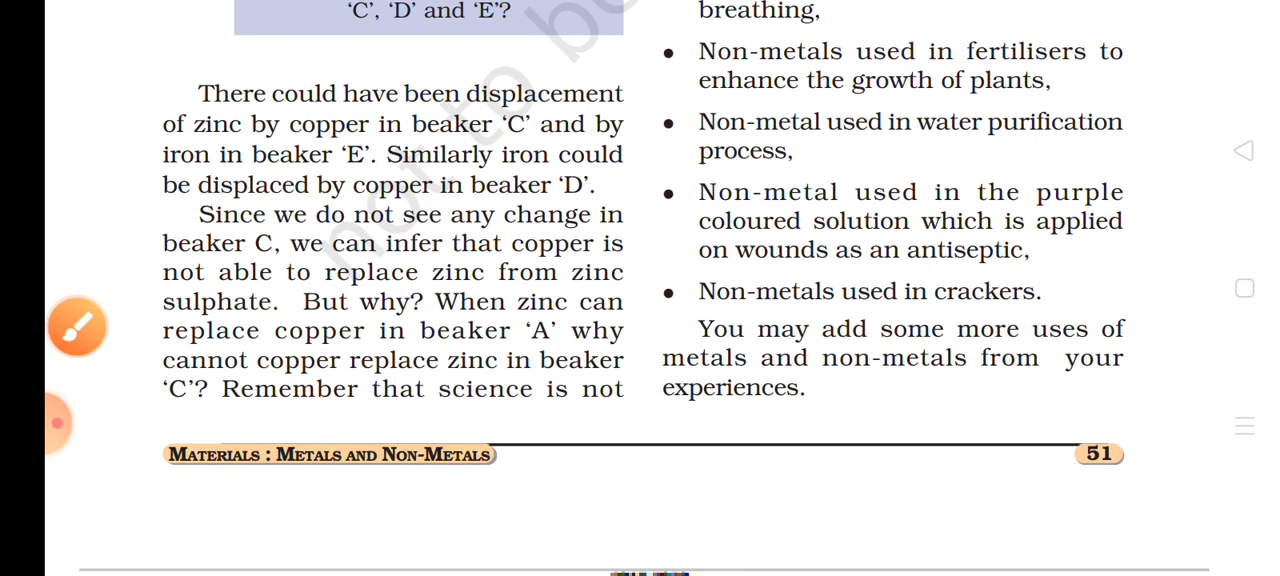 ‘C’, ‘D’ and ‘E’?
There could have been displacement
of zinc by copper in beaker ‘C’ and by
iron in beaker ‘E’. Similarly iron could
be displaced by copper in beaker ‘D’.
Since we do not see any change in
beaker C, we can infer that copper is
not able to replace zinc from zinc
sulphate. But why? When zinc can
replace copper in beaker ‘A’ why
cannot copper replace zinc in beaker
‘C’? Remember that science is not
breathing,
• Non-metals used in fertilisers to
enhance the growth of plants,
• Non-metal used in water purification
process,
• Non-metal used in the purple
coloured solution which is applied
on wounds as an antiseptic,
• Non-metals used in crackers.
You may add some more uses of
metals and non-metals from your
experiences.
not to be
MATERIALS : METALS AND NON-METALS
51